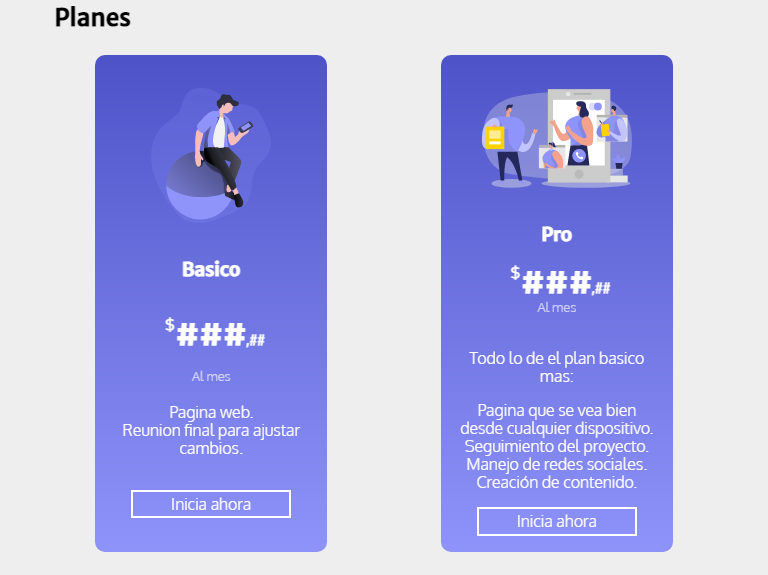 Planes
Basico
$###,##
Al mes
Pagina web.
Reunion final para ajustar
cambios.
Inicia ahora
Pro
$###,##
Al mes
Todo lo de el plan basico
mas:
Pagina que se vea bien
desde cualquier dispositivo.
Seguimiento del proyecto.
Manejo de redes sociales.
Creación de contenido.
Inicia ahora